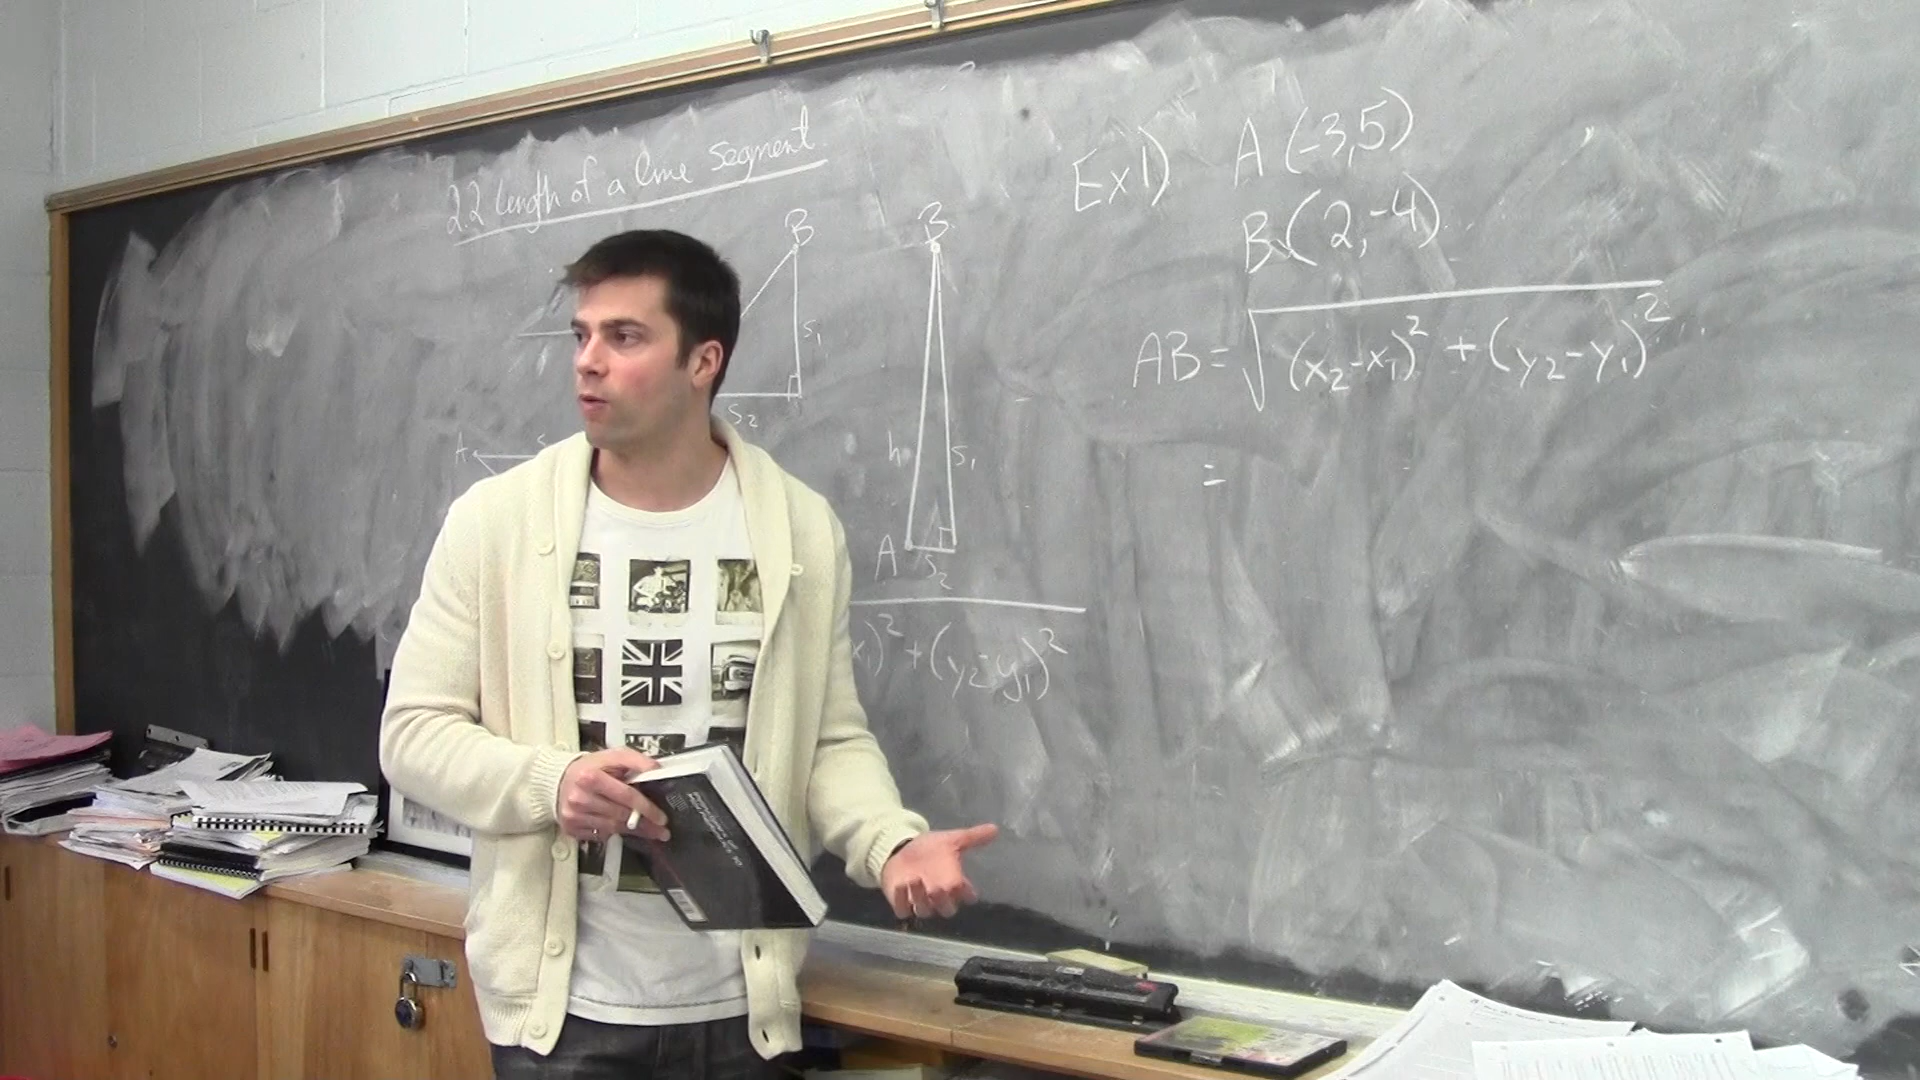 2.2 Length of a line segment.
B
S1
S2
A
S
B
h
S1
A
S2
x1)² + (y2-y1)²
Ex1) A (-3,5)
B (2,-4)
AB = √(x2-x1)² + (y2-y1)²
=